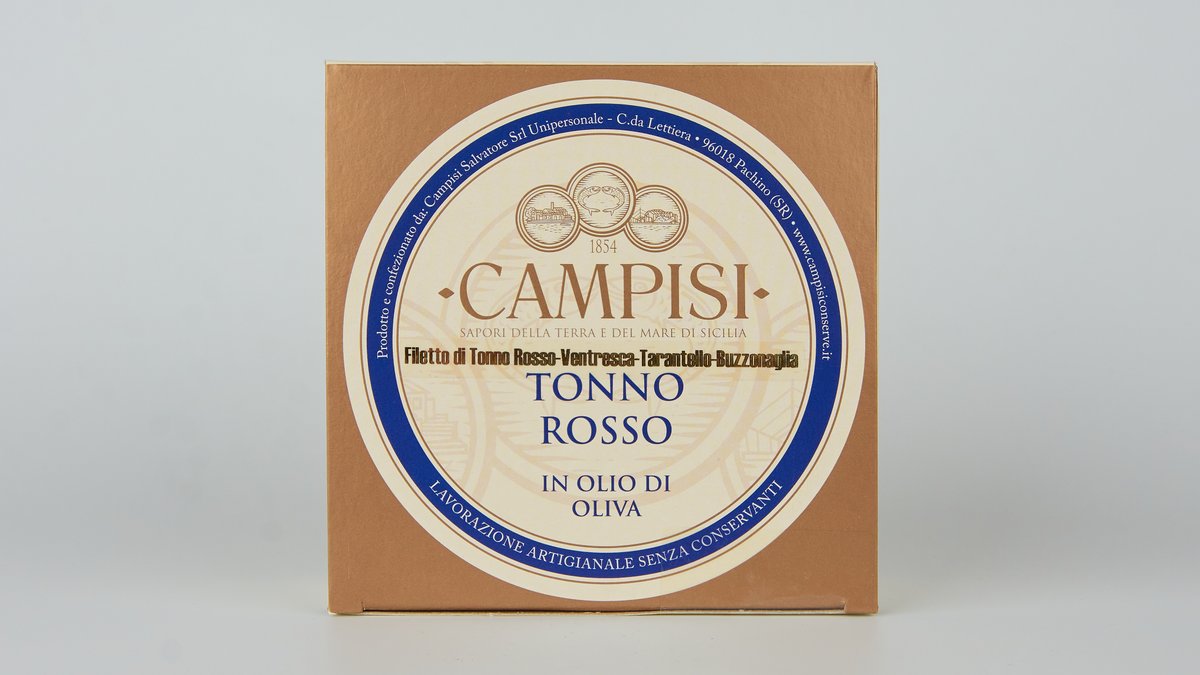 Prodotto e confezionato da: Campisi Salvatore Srl Unipersonale - C.da Lettiera • 96018 Pachino (SR) • www.campisiconserve.it
1854
CAMPISI
SAPORI DELLA TERRA E DEL MARE DI SICILIA
Filetto di Tonno Rosso-Ventresca-Tarantello-Buzzonaglia
TONNO
ROSSO
IN OLIO DI
OLIVA
LAVORAZIONE ARTIGIANALE SENZA CONSERVANTI